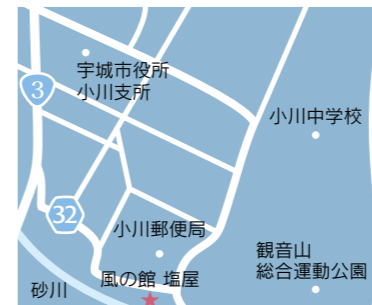 宇城市役所
小川支所
3
小川中学校
32
小川郵便局
観音山
総合運動公園
風の館 塩屋
砂川